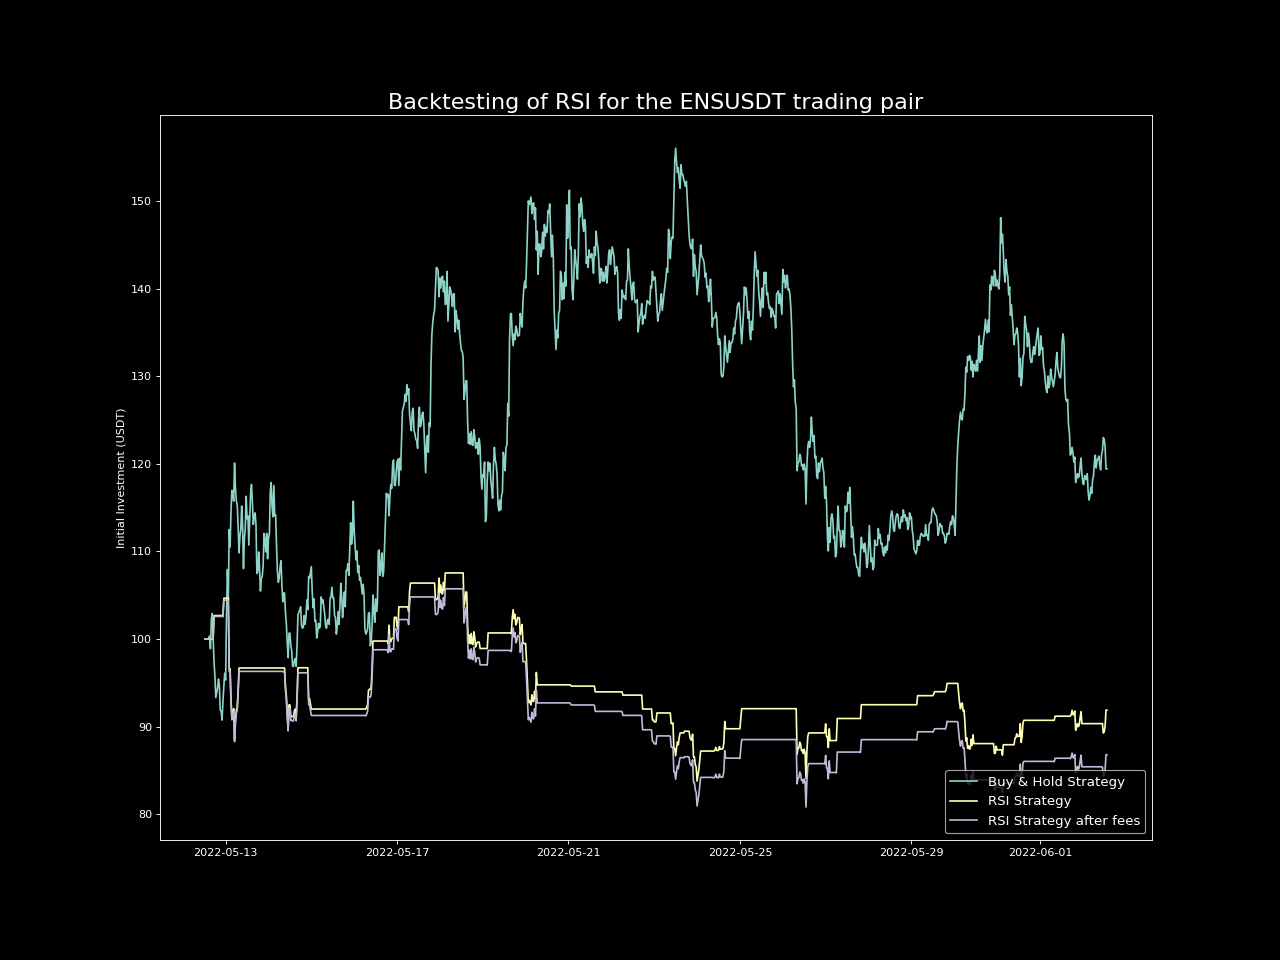 Backtesting of RSI for the ENSUSDT trading pair
Initial Investment (USDT)
150
140
130
120
110
100
90
80
2022-05-13
2022-05-17
2022-05-21
2022-05-25
2022-05-29
2022-06-01
Buy & Hold Strategy
RSI Strategy
RSI Strategy after fees